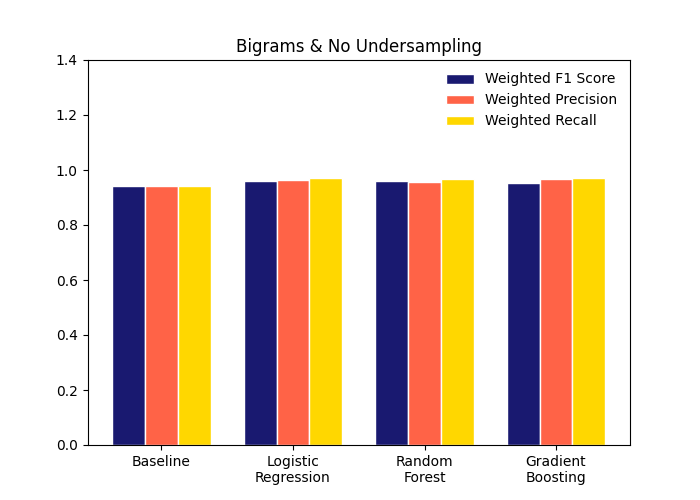 Bigrams & No Undersampling
1.4
1.2
1.0
0.8
0.6
0.4
0.2
0.0
Weighted F1 Score
Weighted Precision
Weighted Recall
Baseline
Logistic
Regression
Random
Forest
Gradient
Boosting